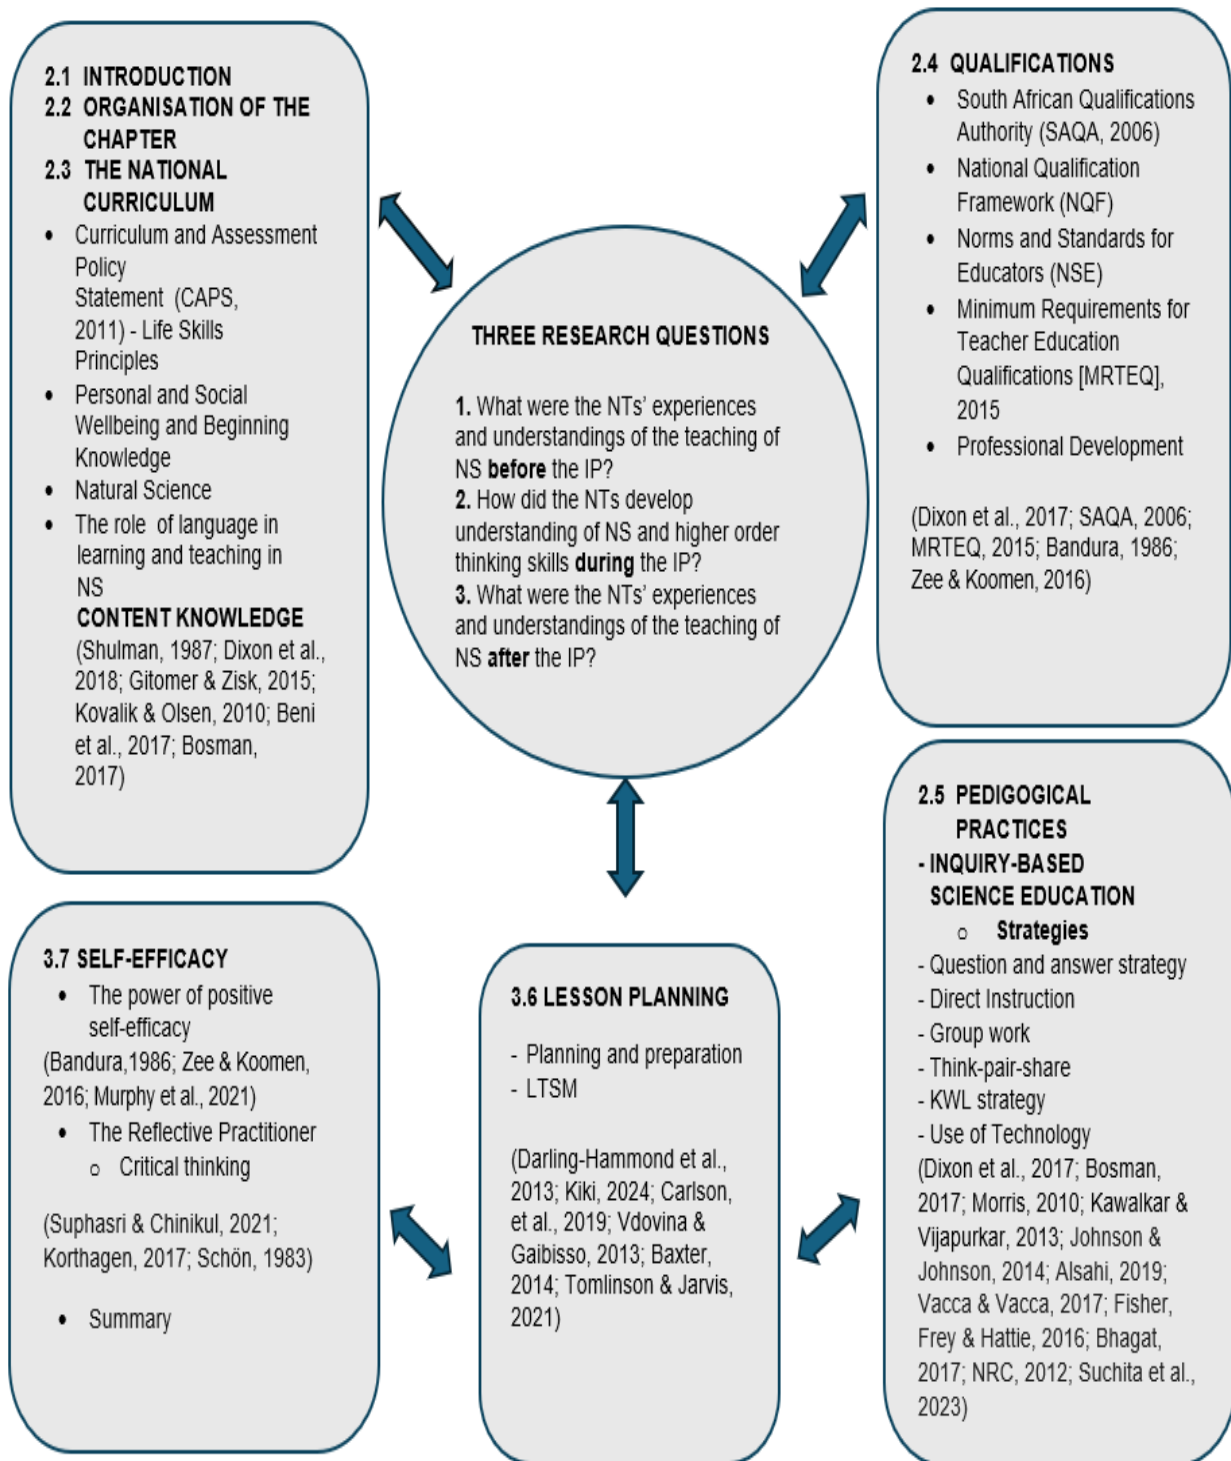 2.1 INTRODUCTION
2.2 ORGANISATION OF THE
CHAPTER
2.3 THE NATIONAL
CURRICULUM
• Curriculum and Assessment
Policy
Statement (CAPS,
2011) - Life Skills
Principles
• Personal and Social
Wellbeing and Beginning
Knowledge
• Natural Science
• The role of language in
learning and teaching in
NS
CONTENT KNOWLEDGE
(Shulman, 1987; Dixon et al.,
2018; Gitomer & Zisk, 2015;
Kovalik & Olsen, 2010; Beni
et al., 2017; Bosman,
2017)
THREE RESEARCH QUESTIONS
1. What were the NTs' experiences
and understandings of the teaching of
NS before the IP?
2. How did the NTs develop
understanding of NS and higher order
thinking skills during the IP?
3. What were the NTs' experiences
and understandings of the teaching of
NS after the IP?
2.4 QUALIFICATIONS
• South African Qualifications
Authority (SAQA, 2006)
• National Qualification
Framework (NQF)
• Norms and Standards for
Educators (NSE)
• Minimum Requirements for
Teacher Education
Qualifications [MRTEQ],
2015
• Professional Development
(Dixon et al., 2017; SAQA, 2006;
MRTEQ, 2015; Bandura, 1986;
Zee & Koomen, 2016)
2.5 PEDIGOGICAL
PRACTICES
- INQUIRY-BASED
SCIENCE EDUCATION
o Strategies
- Question and answer strategy
- Direct Instruction
- Group work
- Think-pair-share
- KWL strategy
- Use of Technology
(Dixon et al., 2017; Bosman,
2017; Morris, 2010; Kawalkar &
Vijapurkar, 2013; Johnson &
Johnson, 2014; Alsahi, 2019;
Vacca & Vacca, 2017; Fisher,
Frey & Hattie, 2016; Bhagat,
2017; NRC, 2012; Suchita et al.,
2023)
3.6 LESSON PLANNING
- Planning and preparation
- LTSM
(Darling-Hammond et al.,
2013; Kiki, 2024; Carlson,
et al., 2019; Vdovina &
Gaibisso, 2013; Baxter,
2014; Tomlinson & Jarvis,
2021)
3.7 SELF-EFFICACY
• The power of positive
self-efficacy
(Bandura,1986; Zee & Koomen,
2016; Murphy et al., 2021)
• The Reflective Practitioner
o Critical thinking
(Suphasri & Chinikul, 2021;
Korthagen, 2017; Schön, 1983)
• Summary